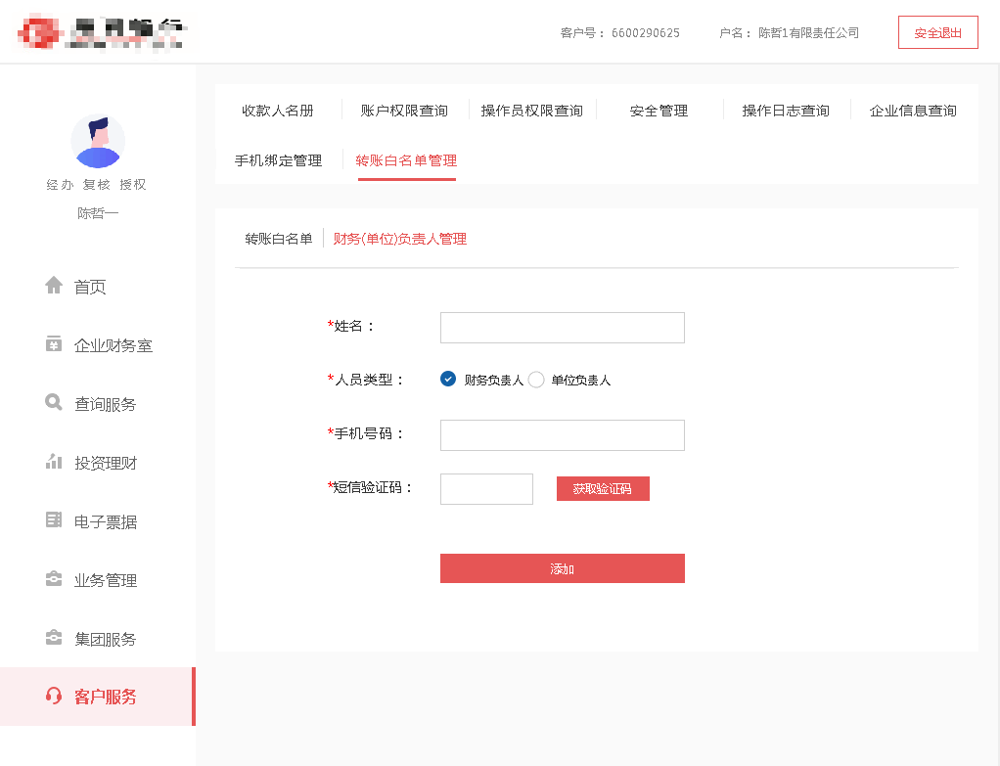 客户号： 6600290625 户名： 陈哲1有限责任公司 安全退出
收款人名册 账户权限查询 操作员权限查询 安全管理 操作日志查询 企业信息查询
手机绑定管理 转账白名单管理
经办 复核 授权
陈哲一
首页
企业财务室
查询服务
投资理财
电子票据
业务管理
集团服务
客户服务
转账白名单 财务(单位)负责人管理
*姓名：
*人员类型： 财务负责人 单位负责人
*手机号码：
*短信验证码： 获取验证码
添加